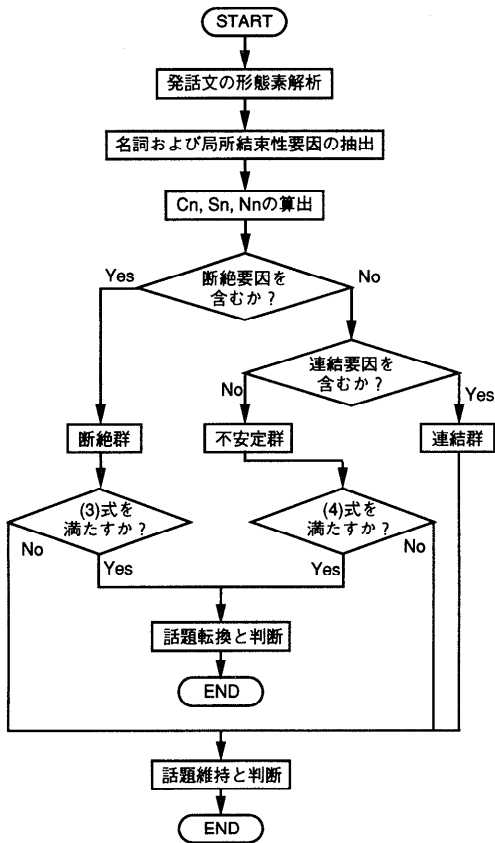 START
発話文の形態素解析
名詞および局所結束性要因の抽出
Cn, Sn, Nnの算出
Yes
断絶要因を
含むか?
No
連結要因を
含むか?
No
Yes
断絶群
不安定群
連結群
(3)式を
満たすか?
(4)式を
満たすか?
No
Yes
Yes
No
話題転換と判断
END
話題維持と判断
END